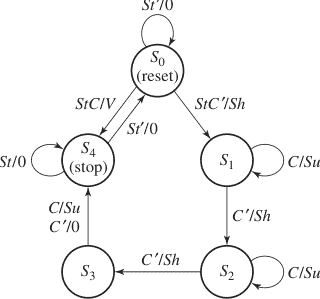 St′/0
S0
(reset)
StC/V
StC′/Sh
St′/0
S4
(stop)
St/0
S1
C/Su
C/Su
C′/0
C′/Sh
S3
C′/Sh
S2
C/Su